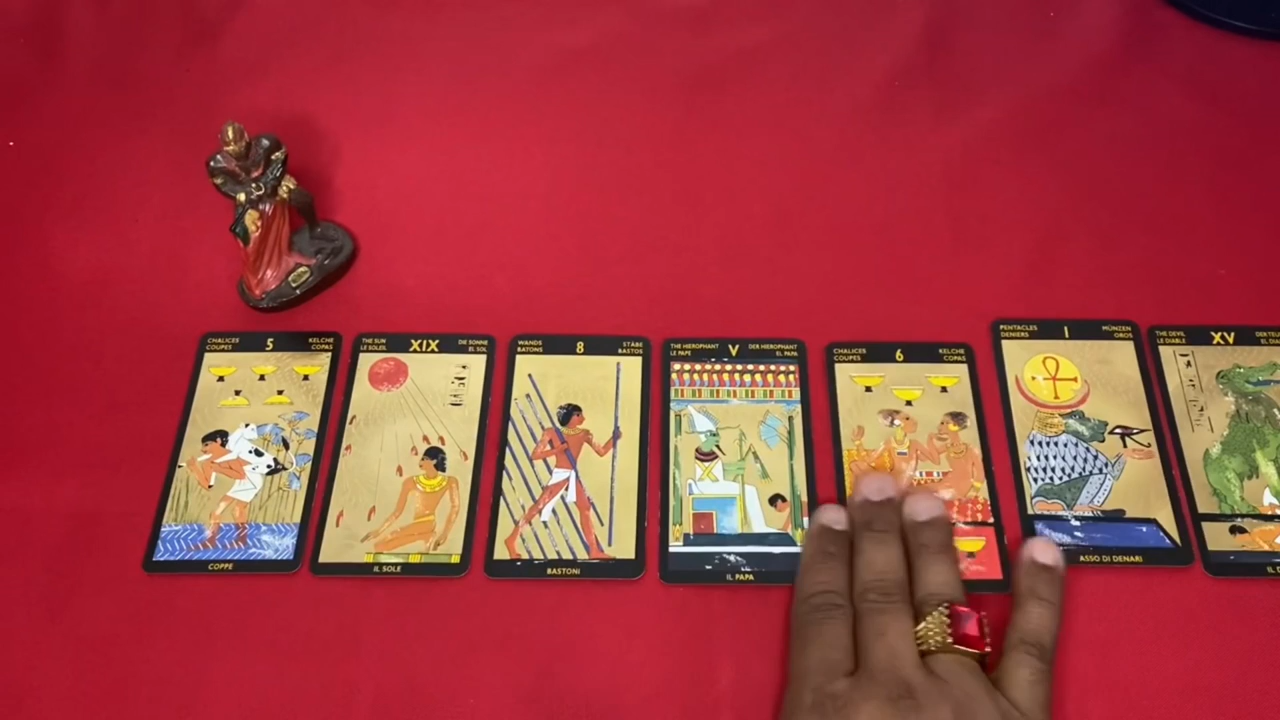 CHALICES 5 KELCHE
COUPES COPAS
COPPE
THE SUN XIX DIE SONNE
LE SOLEIL EL SOL
IL SOLE
WANDS 8 STÄBE
BATONS BASTOS
BASTONI
THE HIEROPHANT V DER HIEROPHANT
LE PAPE EL PAPA
IL PAPA
CHALICES 6 KELCHE
COUPES COPAS
PENTACLES I MÜNZEN
DENIERS OROS
ASSO DI DENARI
THE DEVIL XV
LE DIABLE